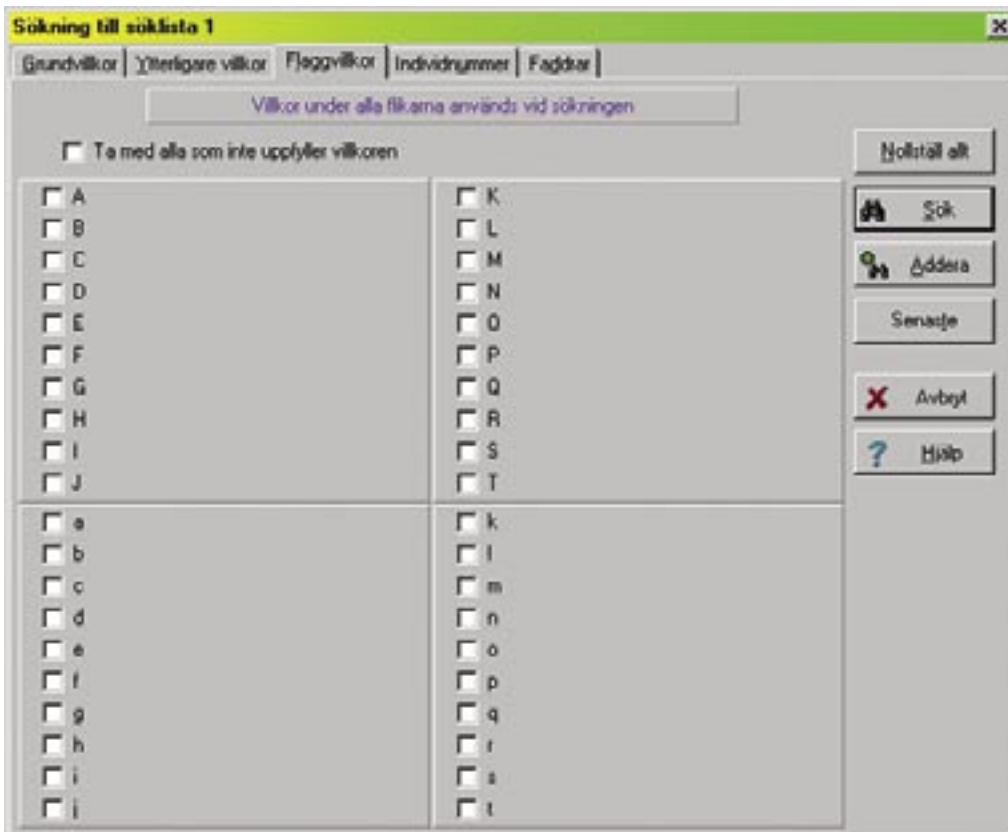 Sökning till söklista 1
Grundvillkor Ytterligare villkor Flaggvillkor Individnummer Faddrar
Villkor under alla flikarna används vid sökningen
Ta med alla som inte uppfyller villkoren
A
B
C
D
E
F
G
H
I
J
K
L
M
N
O
P
Q
R
S
T
a
b
c
d
e
f
g
h
i
j
k
l
m
n
o
p
q
r
s
t
Nollställ allt
Sök
Addera
Senaste
Avbryt
Hjälp